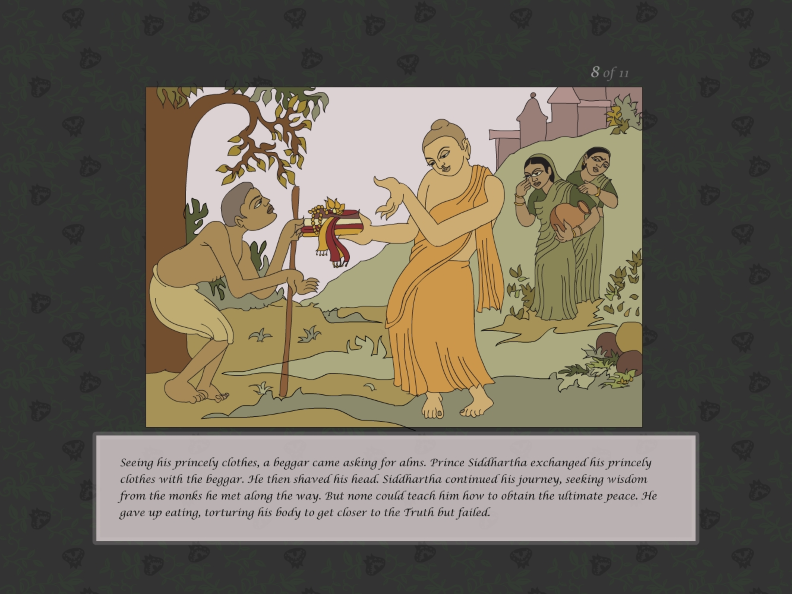 8 of 11
Seeing his princely clothes, a beggar came asking for alms. Prince Siddhartha exchanged his princely
clothes with the beggar. He then shaved his head. Siddhartha continued his journey, seeking wisdom
from the monks he met along the way. But none could teach him how to obtain the ultimate peace. He
gave up eating, torturing his body to get closer to the Truth but failed.